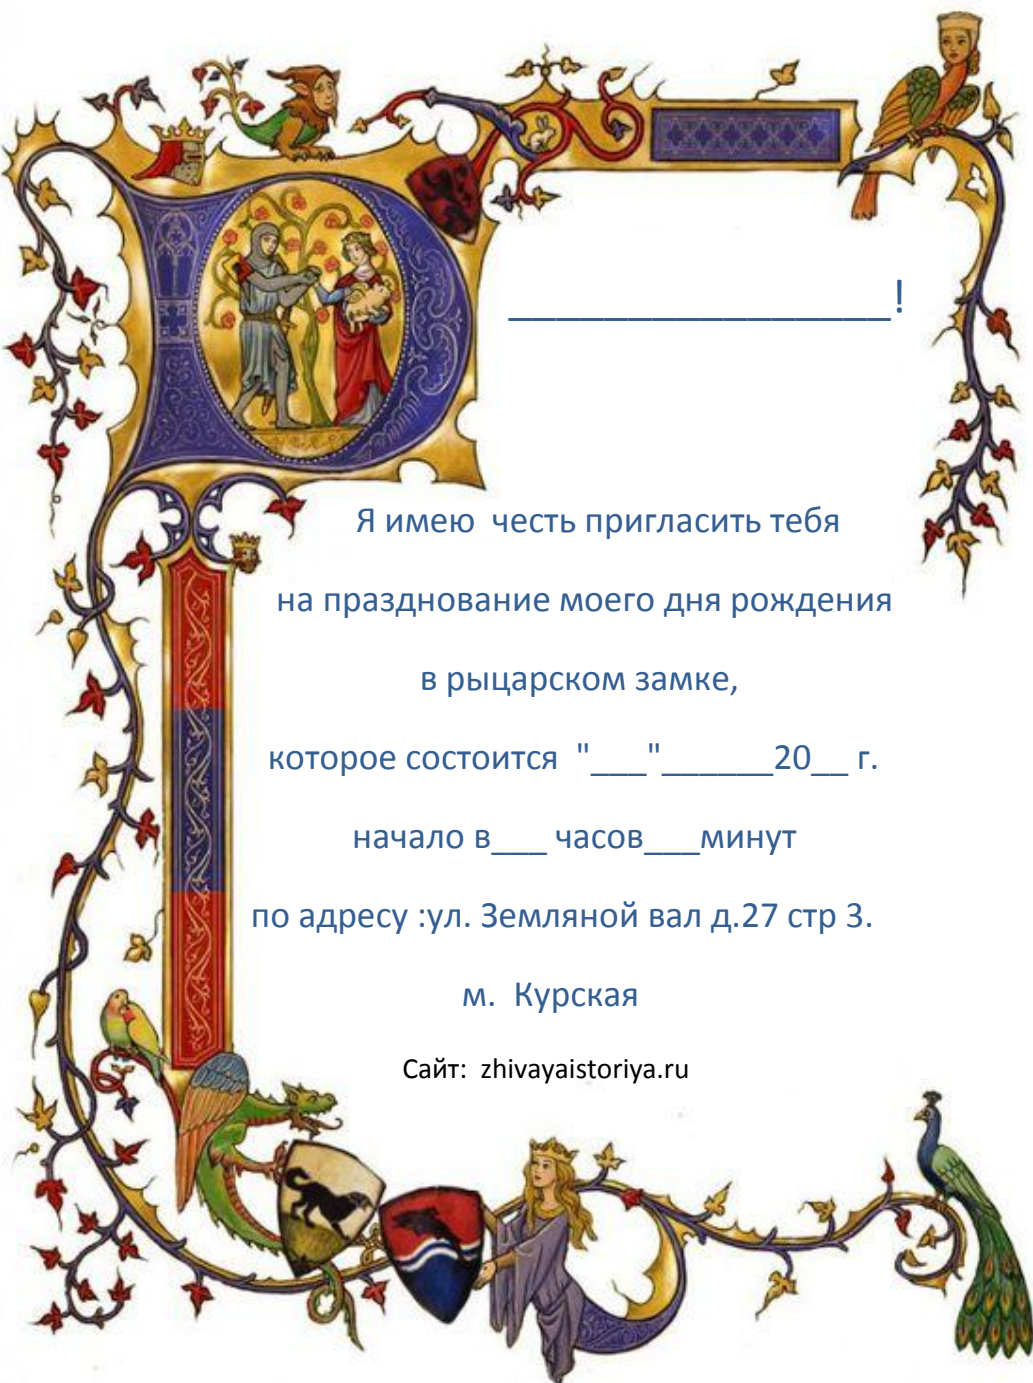 ________________!
Я имею честь пригласить тебя
на празднование моего дня рождения
в рыцарском замке,
которое состоится "___"______20__ г.
начало в___ часов___минут
по адресу :ул. Земляной вал д.27 стр 3.
м. Курская
Сайт: zhivayaistoriya.ru